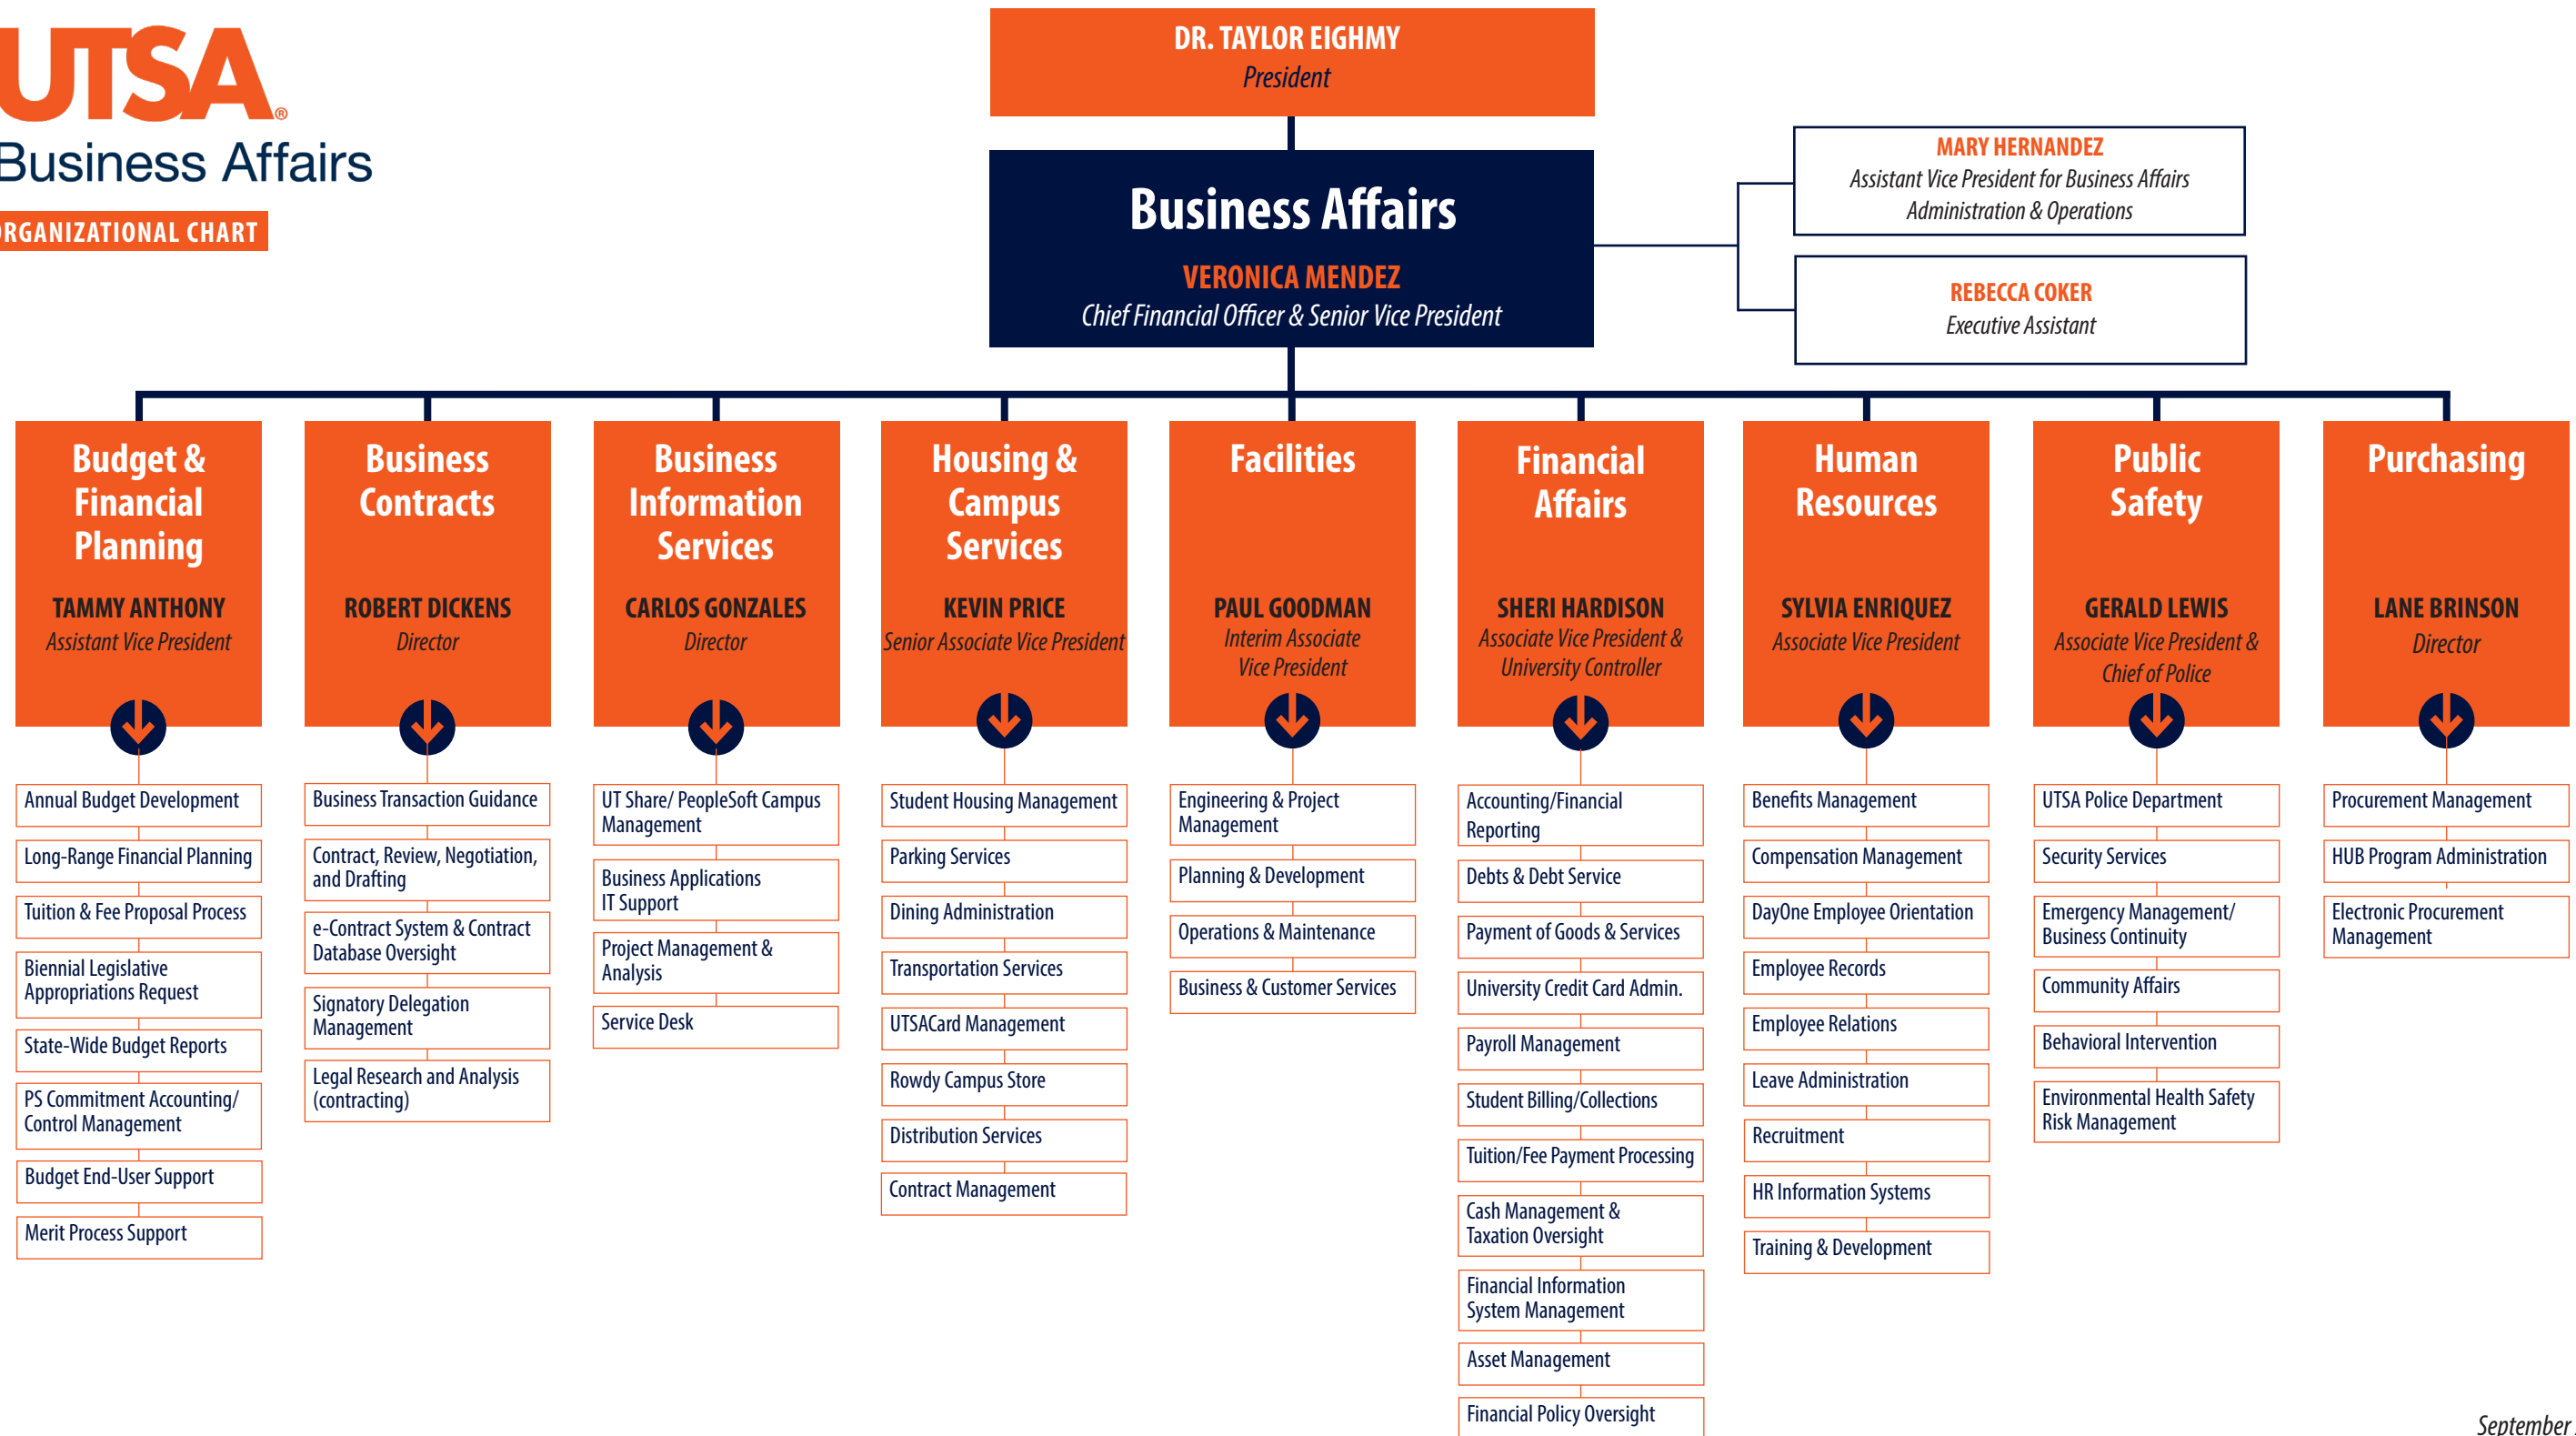 UTSA®
Business Affairs
ORGANIZATIONAL CHART
DR. TAYLOR EIGHMY
President
Business Affairs
VERONICA MENDEZ
Chief Financial Officer & Senior Vice President
MARY HERNANDEZ
Assistant Vice President for Business Affairs
Administration & Operations
REBECCA COKER
Executive Assistant
Budget &
Financial
Planning
TAMMY ANTHONY
Assistant Vice President
Annual Budget Development
Long-Range Financial Planning
Tuition & Fee Proposal Process
Biennial Legislative
Appropriations Request
State-Wide Budget Reports
PS Commitment Accounting/
Control Management
Budget End-User Support
Merit Process Support
Business
Contracts
ROBERT DICKENS
Director
Business Transaction Guidance
Contract, Review, Negotiation,
and Drafting
e-Contract System & Contract
Database Oversight
Signatory Delegation
Management
Legal Research and Analysis
(contracting)
Business
Information
Services
CARLOS GONZALES
Director
UT Share/ PeopleSoft Campus
Management
Business Applications
IT Support
Project Management &
Analysis
Service Desk
Housing &
Campus
Services
KEVIN PRICE
Senior Associate Vice President
Student Housing Management
Parking Services
Dining Administration
Transportation Services
UTSACard Management
Rowdy Campus Store
Distribution Services
Contract Management
Facilities
PAUL GOODMAN
Interim Associate
Vice President
Engineering & Project
Management
Planning & Development
Operations & Maintenance
Business & Customer Services
Financial
Affairs
SHERI HARDISON
Associate Vice President &
University Controller
Accounting/Financial
Reporting
Debts & Debt Service
Payment of Goods & Services
University Credit Card Admin.
Payroll Management
Student Billing/Collections
Tuition/Fee Payment Processing
Cash Management &
Taxation Oversight
Financial Information
System Management
Asset Management
Financial Policy Oversight
Human
Resources
SYLVIA ENRIQUEZ
Associate Vice President
Benefits Management
Compensation Management
DayOne Employee Orientation
Employee Records
Employee Relations
Leave Administration
Recruitment
HR Information Systems
Training & Development
Public
Safety
GERALD LEWIS
Associate Vice President &
Chief of Police
UTSA Police Department
Security Services
Emergency Management/
Business Continuity
Community Affairs
Behavioral Intervention
Environmental Health Safety
Risk Management
Purchasing
LANE BRINSON
Director
Procurement Management
HUB Program Administration
Electronic Procurement
Management
September